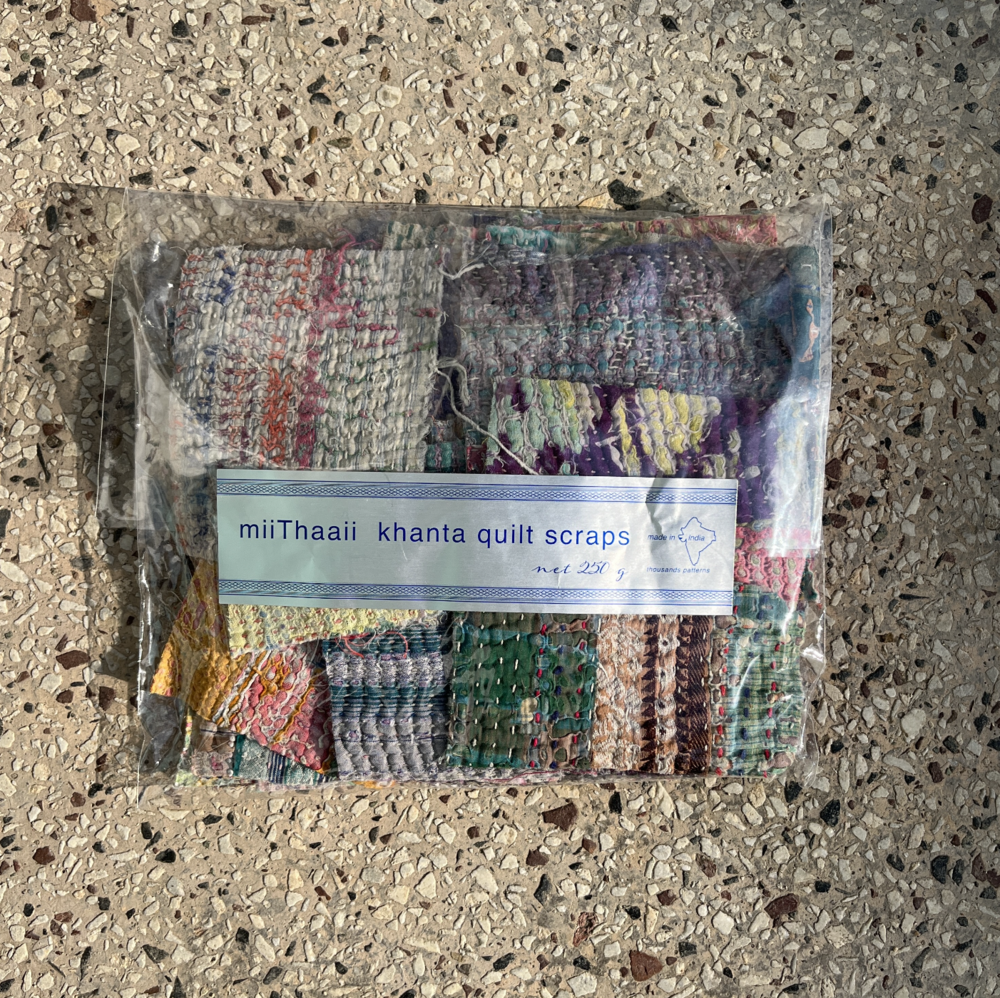 miiThaaii khanta quilt scraps
net 250 g
made in India
thousands patterns